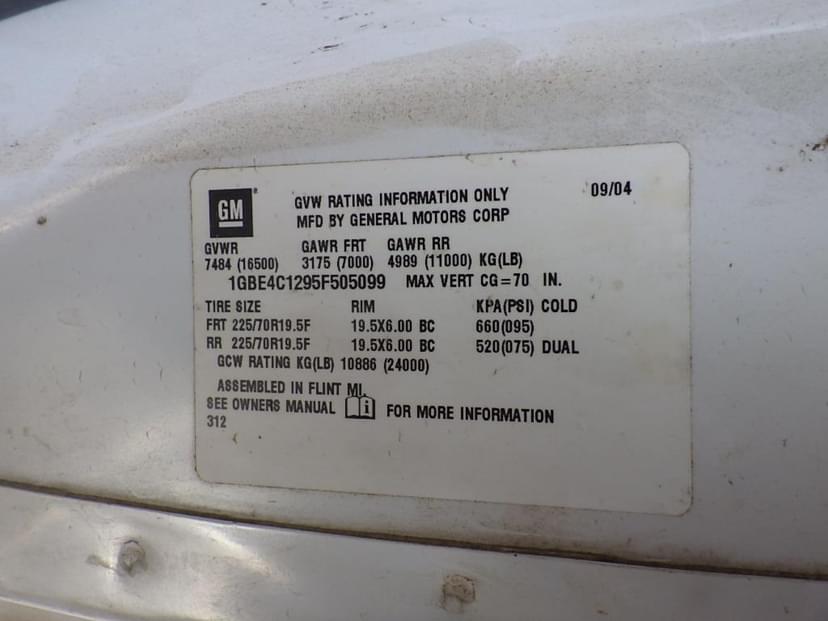 GM
GVW RATING INFORMATION ONLY 09/04
MFD BY GENERAL MOTORS CORP
GVWR GAWR FRT GAWR RR
7484 (16500) 3175 (7000) 4989 (11000) KG(LB)
1GBE4C1295F505099 MAX VERT CG=70 IN.
TIRE SIZE RIM KPA(PSI) COLD
FRT 225/70R19.5F 19.5X6.00 BC 660(095)
RR 225/70R19.5F 19.5X6.00 BC 520(075) DUAL
GCW RATING KG(LB) 10886 (24000)
ASSEMBLED IN FLINT MI.
SEE OWNERS MANUAL i FOR MORE INFORMATION
312